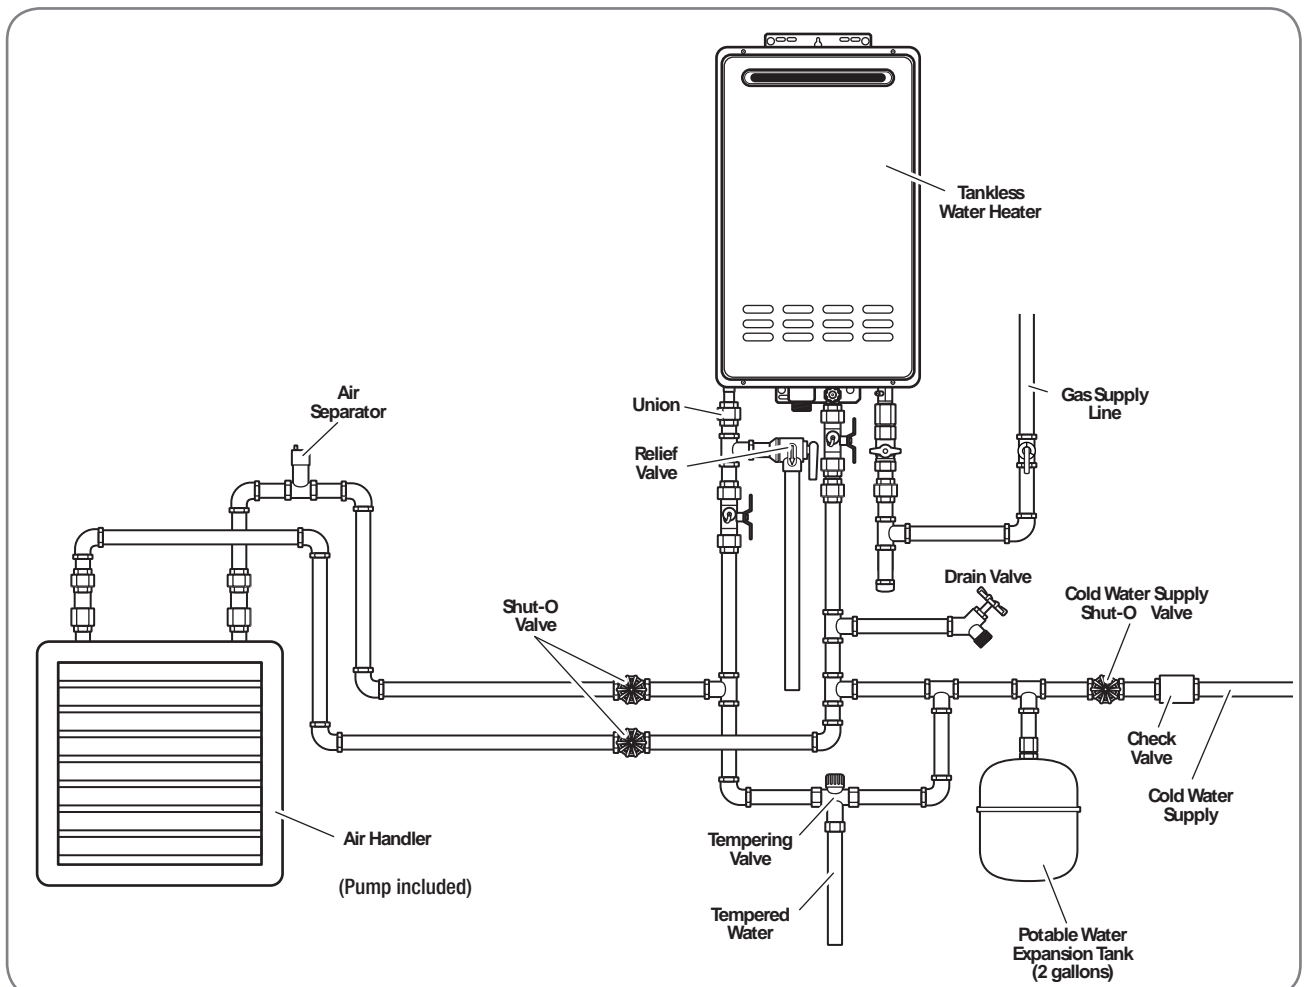 Tankless
Water Heater
Air
Separator
Union
Gas Supply
Line
Relief
Valve
Drain Valve
Shut-O
Valve
Cold Water Supply
Shut-O Valve
Check
Valve
Cold Water
Supply
Air Handler
(Pump included)
Tempering
Valve
Tempered
Water
Potable Water
Expansion Tank
(2 gallons)